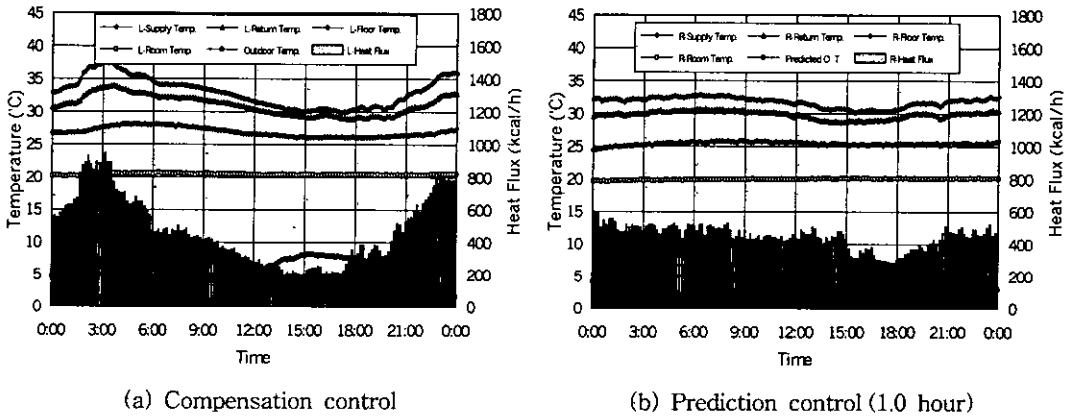 45
40
35
30
25
20
15
10
5
0
Temperature (℃)
L-Supply Temp. L-Return Temp. L-Floor Temp.
L-Room Temp. Outdoor Temp. L-Heat Flux
1800
1600
1400
1200
1000
800
600
400
200
0
Heat Flux (kcal/h)
0:00 3:00 6:00 9:00 12:00 15:00 18:00 21:00 0:00
Time
(a) Compensation control
45
40
35
30
25
20
15
10
5
0
Temperature (℃)
R-Supply Temp. R-Return Temp. R-Floor Temp.
R-Room Temp. Predicted O T R-Heat Flux
1800
1600
1400
1200
1000
800
600
400
200
0
Heat Flux (kcal/h)
0:00 3:00 6:00 9:00 12:00 15:00 18:00 21:00 0:00
Time
(b) Prediction control (1.0 hour)